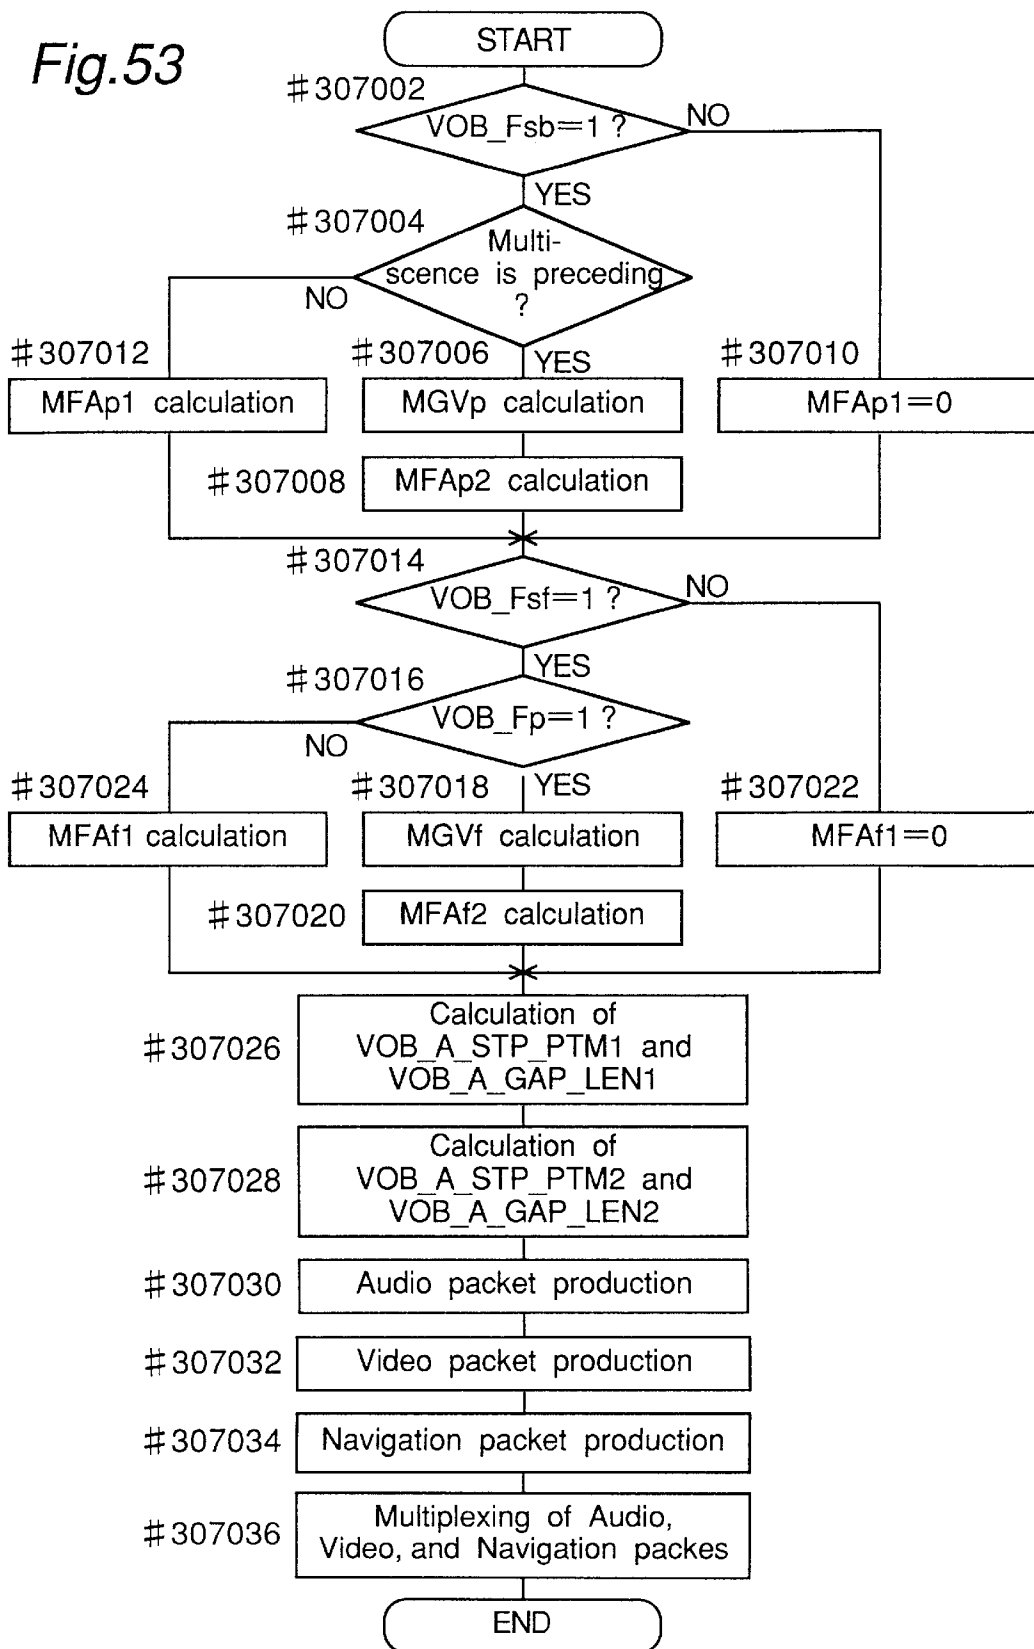 Fig.53
START
#307002
VOB_Fsb=1 ?
NO
YES
#307004
Multi-
scence is preceding
?
NO
YES
#307012
#307006
#307010
MFAp1 calculation
MGVp calculation
MFAp1=0
#307008
MFAp2 calculation
#307014
VOB_Fsf=1 ?
NO
YES
#307016
VOB_Fp=1 ?
NO
YES
#307024
#307018
#307022
MFAf1 calculation
MGVf calculation
MFAf1=0
#307020
MFAf2 calculation
#307026
Calculation of
VOB_A_STP_PTM1 and
VOB_A_GAP_LEN1
#307028
Calculation of
VOB_A_STP_PTM2 and
VOB_A_GAP_LEN2
#307030
Audio packet production
#307032
Video packet production
#307034
Navigation packet production
#307036
Multiplexing of Audio,
Video, and Navigation packes
END